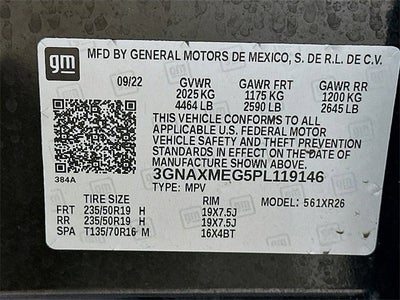 gm
MFD BY GENERAL MOTORS DE MEXICO, S. DE R.L. DE C.V.
09/22 GVWR GAWR FRT GAWR RR
2025 KG 1175 KG 1200 KG
4464 LB 2590 LB 2645 LB
THIS VEHICLE CONFORMS TO ALL
APPLICABLE U.S. FEDERAL MOTOR
VEHICLE SAFETY AND THEFT PREVENTION
STANDARDS IN EFFECT ON THE DATE OF
MANUFACTURE SHOWN ABOVE.
384A
3GNAXMEG5PL119146
TYPE: MPV
TIRE SIZE RIM MODEL: 561XR26
FRT 235/50R19 H 19X7.5J
RR 235/50R19 H 19X7.5J
SPA T135/70R16 M 16X4BT